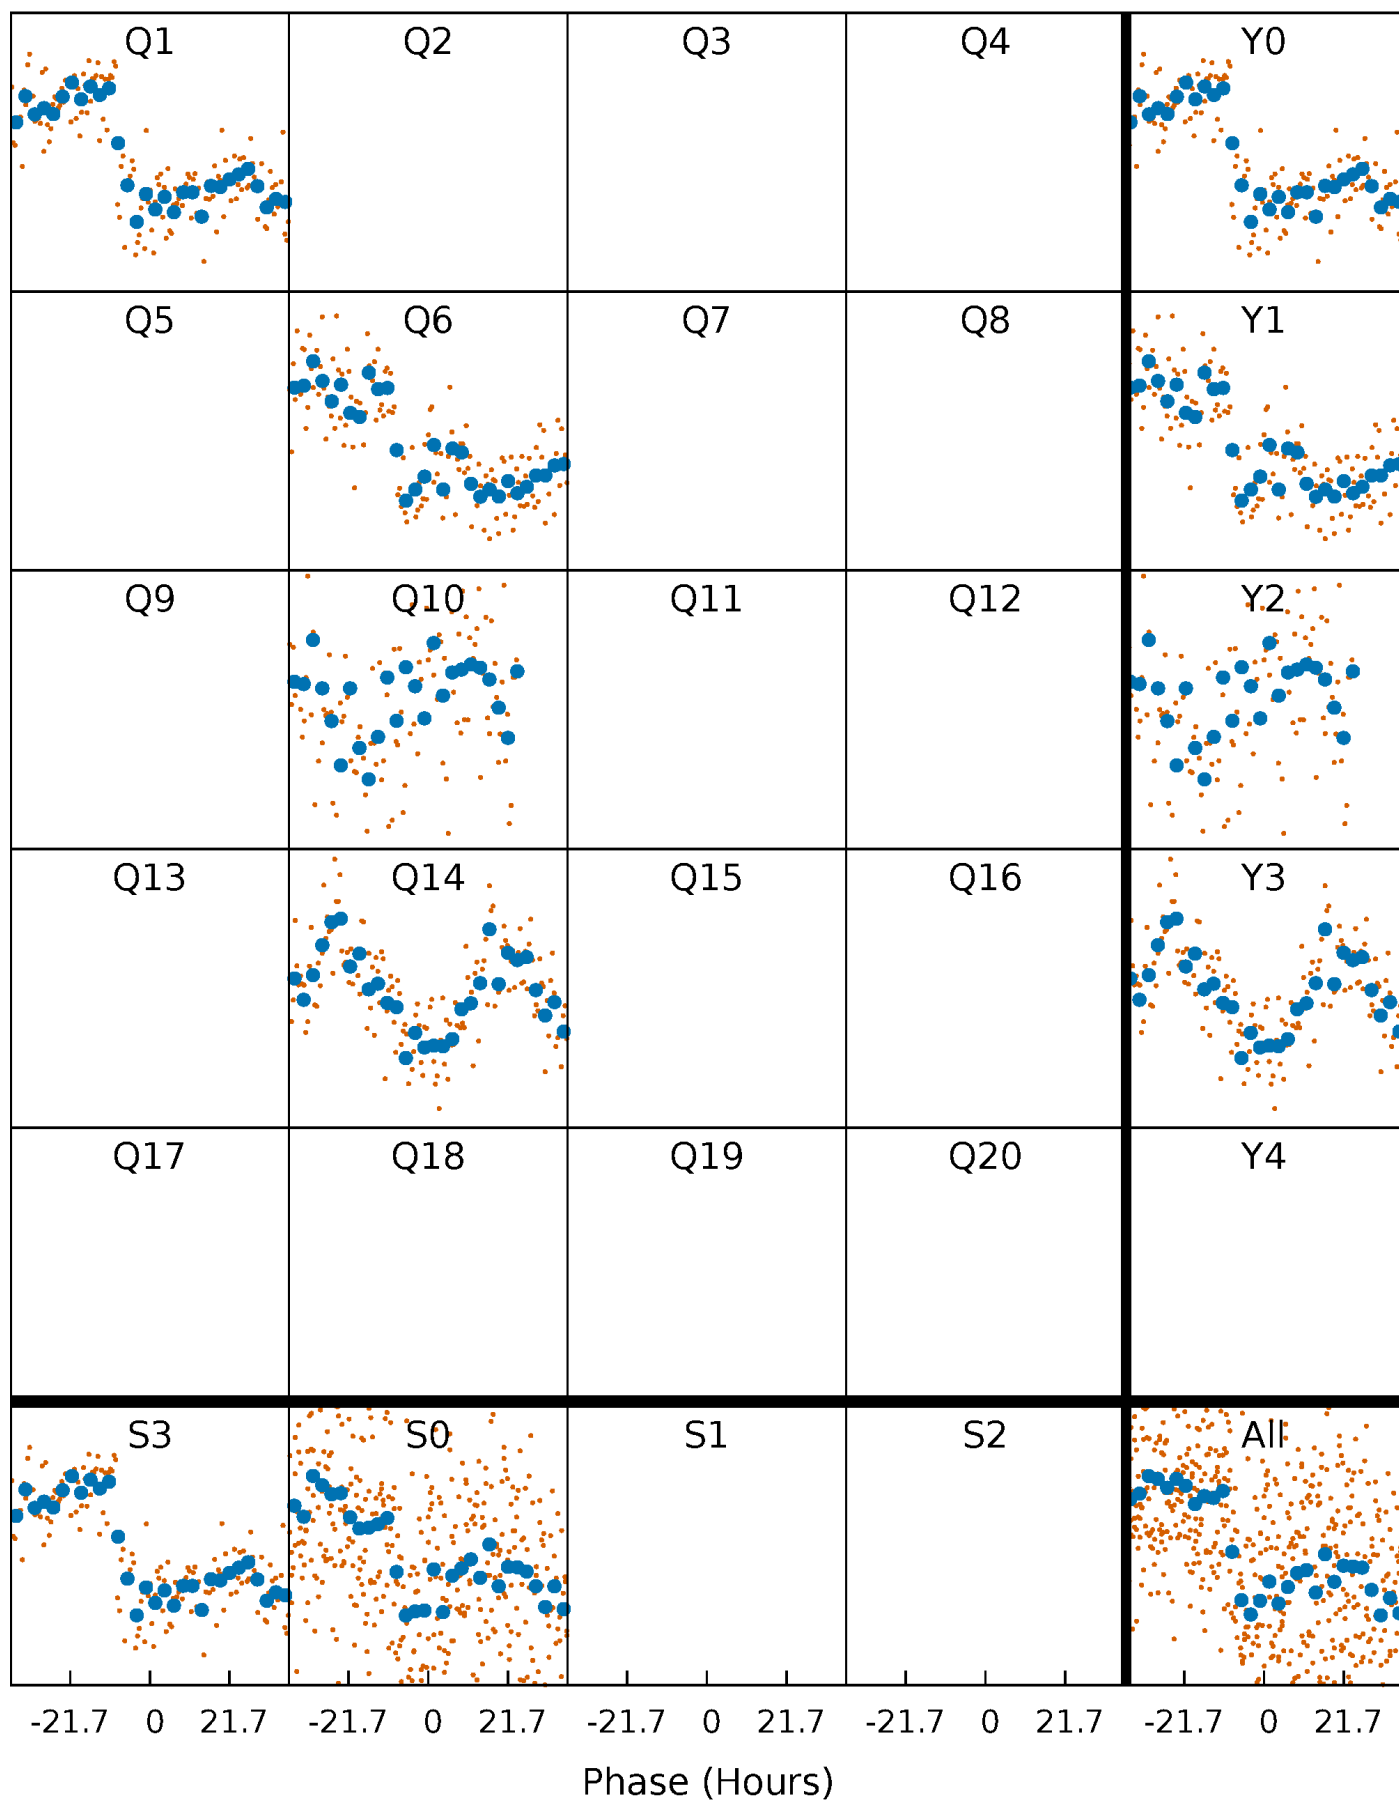 Q1 Q2 Q3 Q4 Y0
Q5 Q6 Q7 Q8 Y1
Q9 Q10 Q11 Q12 Y2
Q13 Q14 Q15 Q16 Y3
Q17 Q18 Q19 Q20 Y4
S3 S0 S1 S2 All
-21.7 0 21.7 -21.7 0 21.7 -21.7 0 21.7 -21.7 0 21.7 -21.7 0 21.7
Phase (Hours)